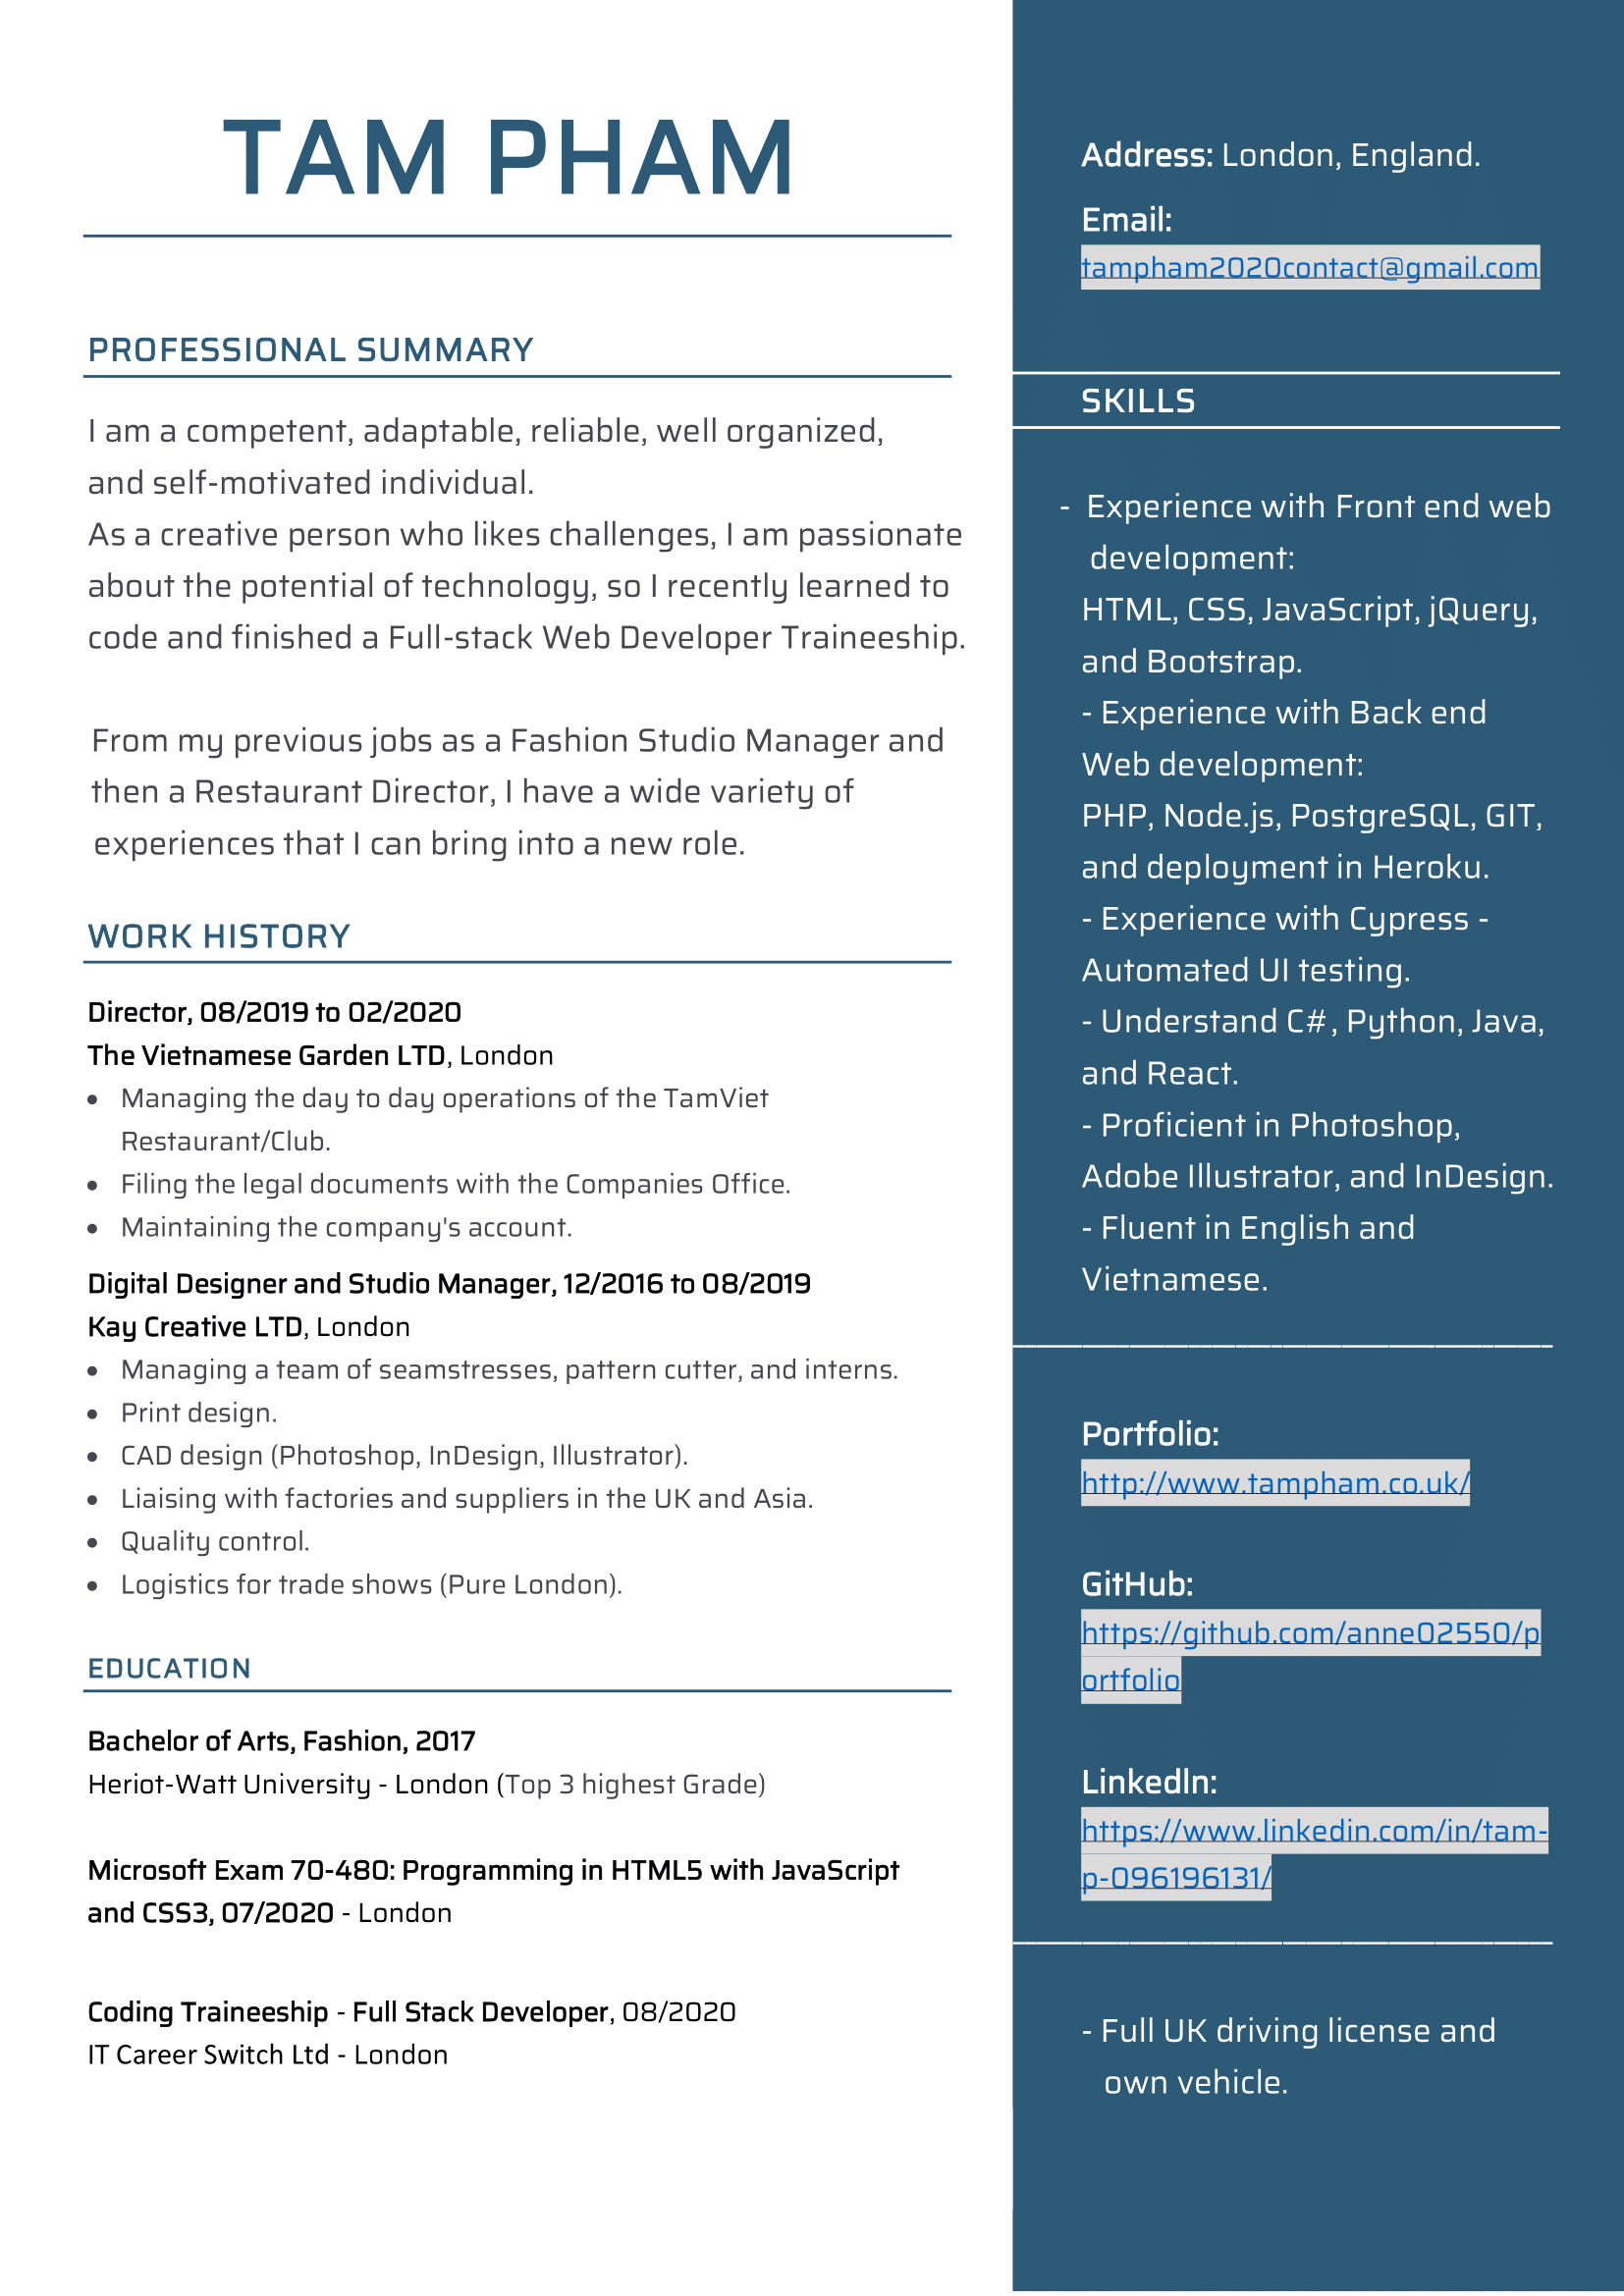 TAM PHAM
PROFESSIONAL SUMMARY
I am a competent, adaptable, reliable, well organized,
and self-motivated individual.
As a creative person who likes challenges, I am passionate
about the potential of technology, so I recently learned to
code and finished a Full-stack Web Developer Traineeship.
From my previous jobs as a Fashion Studio Manager and
then a Restaurant Director, I have a wide variety of
experiences that I can bring into a new role.
WORK HISTORY
Director, 08/2019 to 02/2020
The Vietnamese Garden LTD, London
• Managing the day to day operations of the TamViet
Restaurant/Club.
• Filing the legal documents with the Companies Office.
• Maintaining the company's account.
Digital Designer and Studio Manager, 12/2016 to 08/2019
Kay Creative LTD, London
• Managing a team of seamstresses, pattern cutter, and interns.
• Print design.
• CAD design (Photoshop, InDesign, Illustrator).
• Liaising with factories and suppliers in the UK and Asia.
• Quality control.
• Logistics for trade shows (Pure London).
EDUCATION
Bachelor of Arts, Fashion, 2017
Heriot-Watt University - London (Top 3 highest Grade)
Microsoft Exam 70-480: Programming in HTML5 with JavaScript
and CSS3, 07/2020 - London
Coding Traineeship - Full Stack Developer, 08/2020
IT Career Switch Ltd - London
Address: London, England.
Email:
tampham2020contact@gmail.com
SKILLS
- Experience with Front end web
development:
HTML, CSS, JavaScript, jQuery,
and Bootstrap.
- Experience with Back end
Web development:
PHP, Node.js, PostgreSQL, GIT,
and deployment in Heroku.
- Experience with Cypress -
Automated UI testing.
- Understand C#, Python, Java,
and React.
- Proficient in Photoshop,
Adobe Illustrator, and InDesign.
- Fluent in English and
Vietnamese.
Portfolio:
http://www.tampham.co.uk/
GitHub:
https://github.com/anne02550/p
ortfolio
LinkedIn:
https://www.linkedin.com/in/tam-
p-096196131/
- Full UK driving license and
own vehicle.